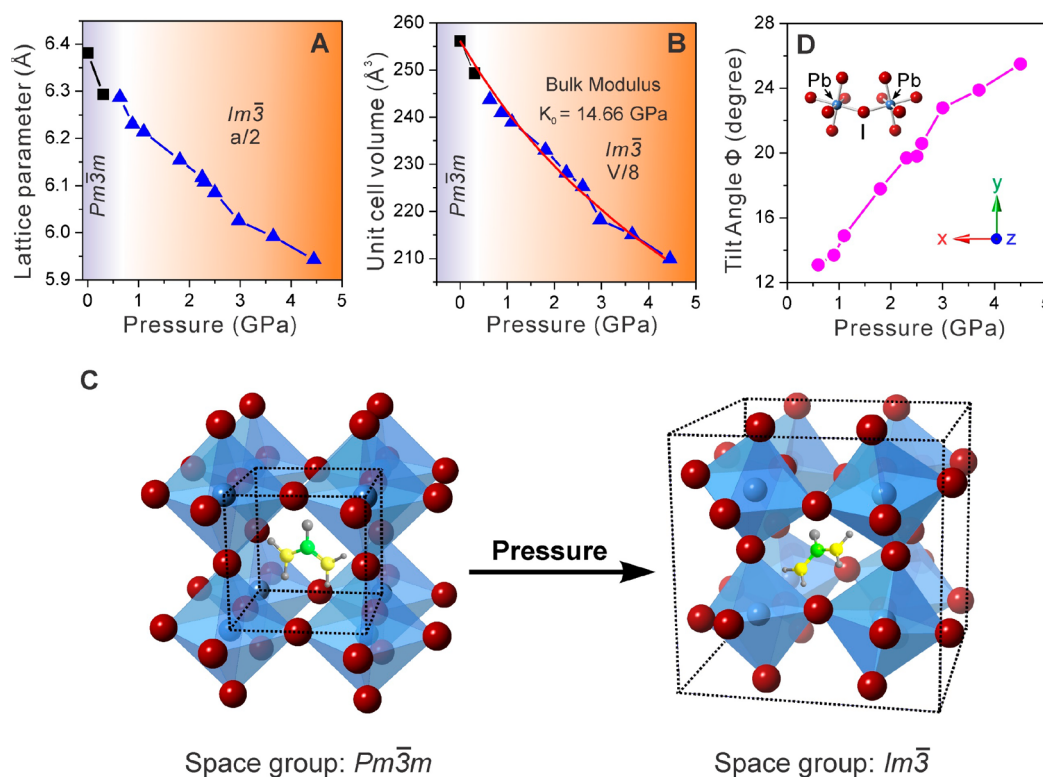 A
Lattice parameter (Å)
6.4
6.3
6.2
6.1
6.0
5.9
Pm3̅m
Im3̅
a/2
0 1 2 3 4 5
Pressure (GPa)
B
Unit cell volume (Å³)
260
250
240
230
220
210
Pm3̅m
Bulk Modulus
K₀ = 14.66 GPa
Im3̅
V/8
0 1 2 3 4 5
Pressure (GPa)
D
Tilt Angle Φ (degree)
28
24
20
16
12
Pb Pb
I
y
x z
0 1 2 3 4 5
Pressure (GPa)
C
Pressure
Space group: Pm3̅m
Space group: Im3̅